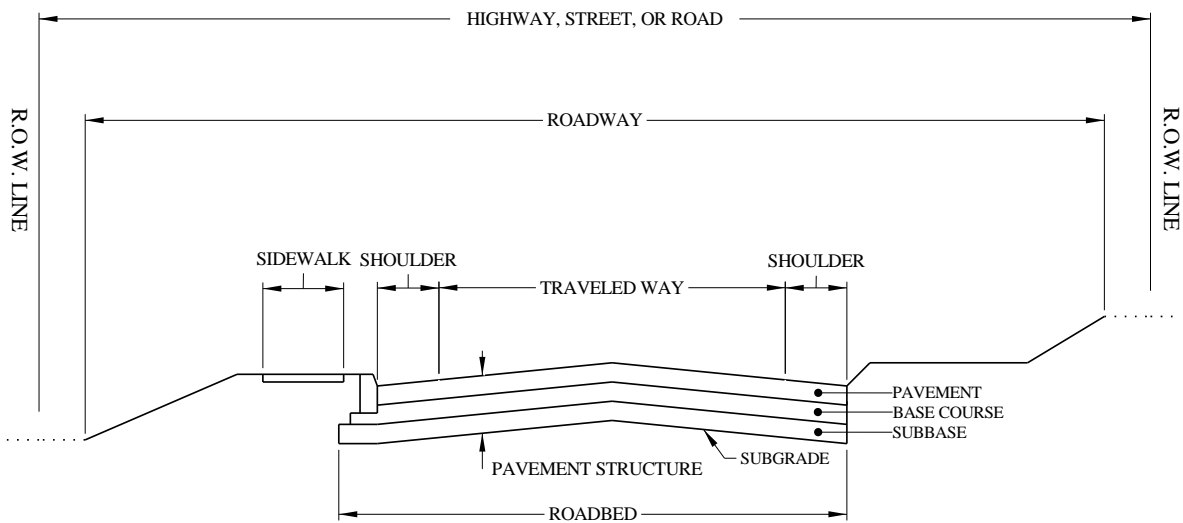 HIGHWAY, STREET, OR ROAD
R.O.W. LINE
R.O.W. LINE
ROADWAY
SIDEWALK
SHOULDER
SHOULDER
TRAVELED WAY
PAVEMENT
BASE COURSE
SUBBASE
SUBGRADE
PAVEMENT STRUCTURE
ROADBED